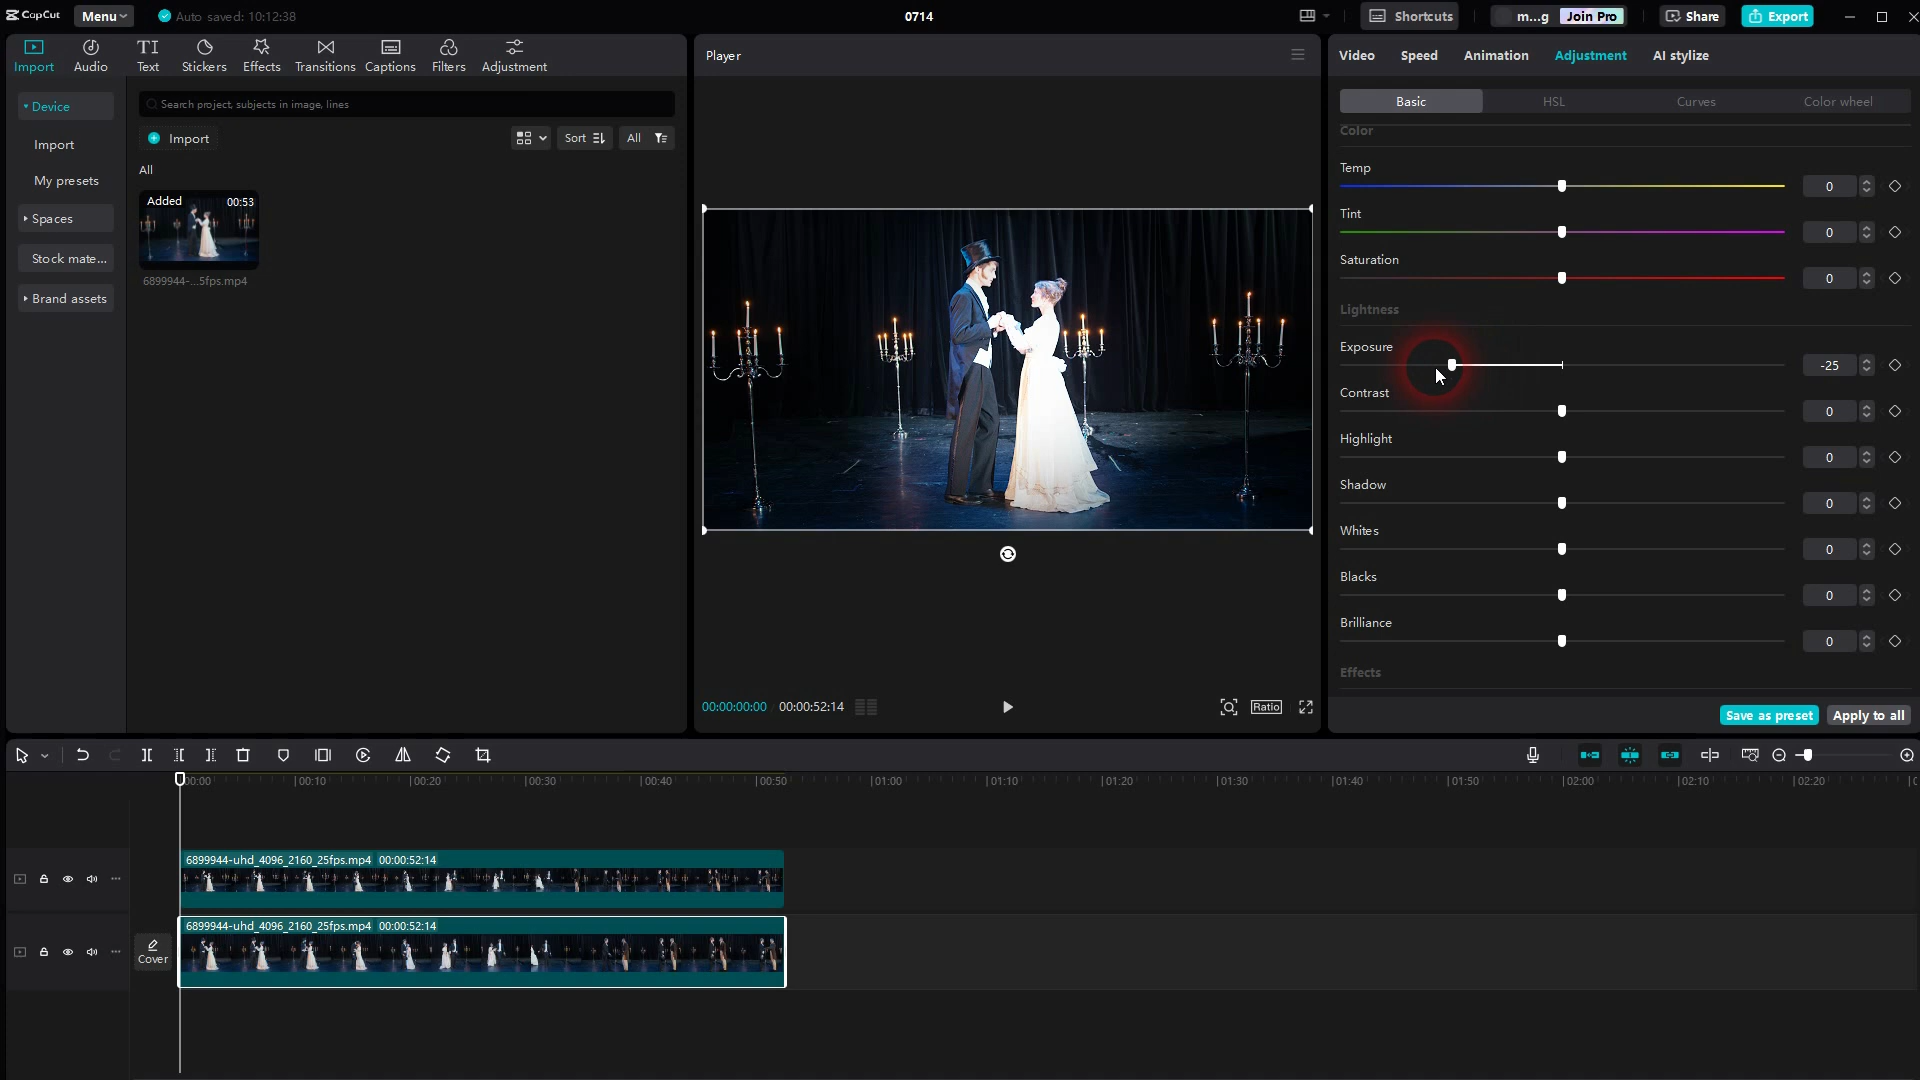 CapCut
Menu
Auto saved: 10:12:38
0714
Shortcuts
m...g
Join Pro
Share
Export
Import
Audio
Text
Stickers
Effects
Transitions
Captions
Filters
Adjustment
Player
Video
Speed
Animation
Adjustment
AI stylize
Device
Import
My presets
Spaces
Stock mate...
Brand assets
Search project, subjects in image, lines
Import
Sort
All
All
Added
00:53
6899944-...5fps.mp4
Basic
HSL
Curves
Color wheel
Color
Temp
0
Tint
0
Saturation
0
Lightness
Exposure
-25
Contrast
0
Highlight
0
Shadow
0
Whites
0
Blacks
0
Brilliance
0
Effects
00:00:00:00
00:00:52:14
Ratio
Save as preset
Apply to all
00:00
00:10
00:20
00:30
00:40
00:50
01:00
01:10
01:20
01:30
01:40
01:50
02:00
02:10
02:20
6899944-uhd_4096_2160_25fps.mp4 00:00:52:14
6899944-uhd_4096_2160_25fps.mp4 00:00:52:14
Cover